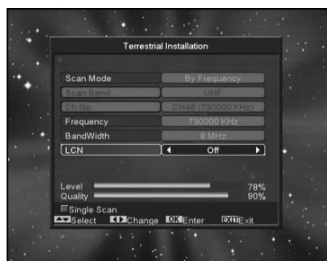 Terrestrial Installation
Scan Mode By Frequency
Scan Band UHF
Ch No. CH48 (730000 KHz)
Frequency 730000 KHz
BandWidth 8 MHz
LCN Off
Level 78%
Quality 90%
Single Scan
Select Change OK Enter EXIT Exit